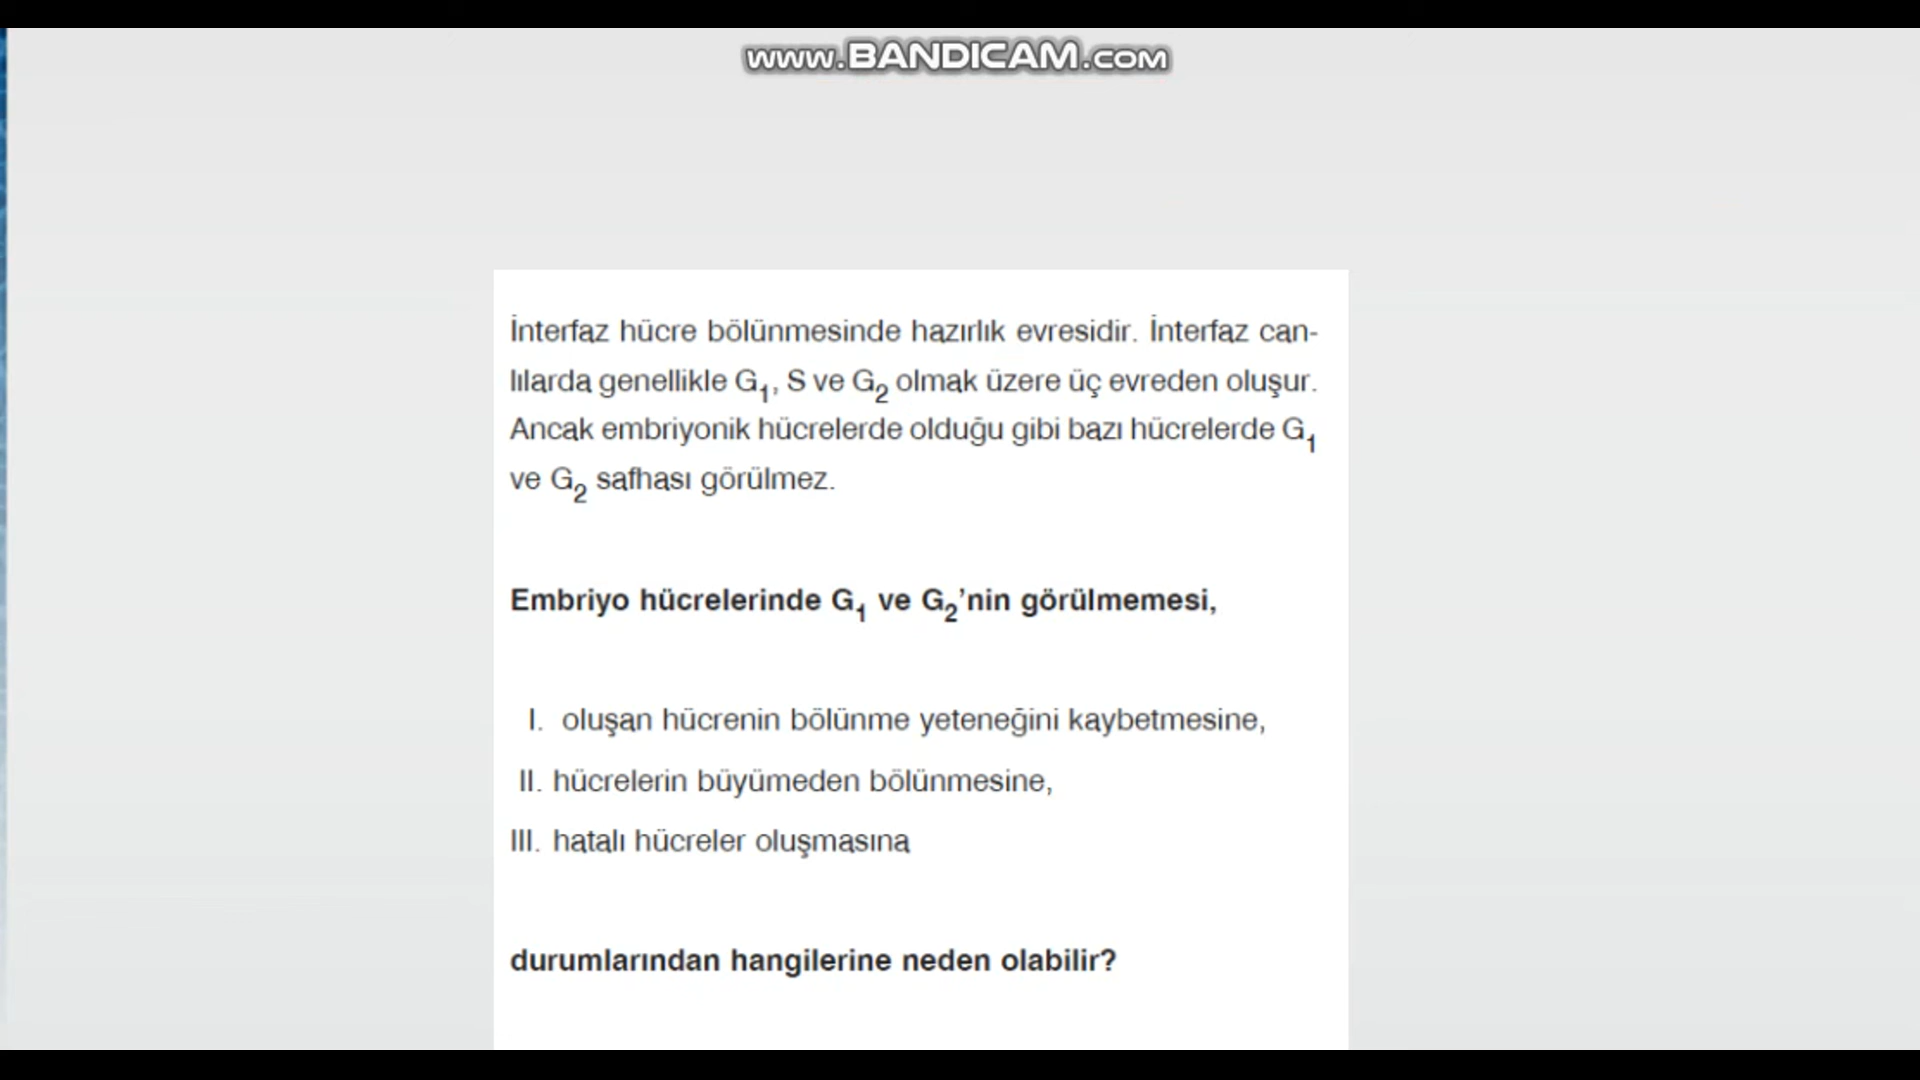 www.BANDICAM.com
İnterfaz hücre bölünmesinde hazırlık evresidir. İnterfaz can-
lılarda genellikle G₁, S ve G₂ olmak üzere üç evreden oluşur.
Ancak embriyonik hücrelerde olduğu gibi bazı hücrelerde G₁
ve G₂ safhası görülmez.
Embriyo hücrelerinde G₁ ve G₂’nin görülmemesi,
I. oluşan hücrenin bölünme yeteneğini kaybetmesine,
II. hücrelerin büyümeden bölünmesine,
III. hatalı hücreler oluşmasına
durumlarından hangilerine neden olabilir?